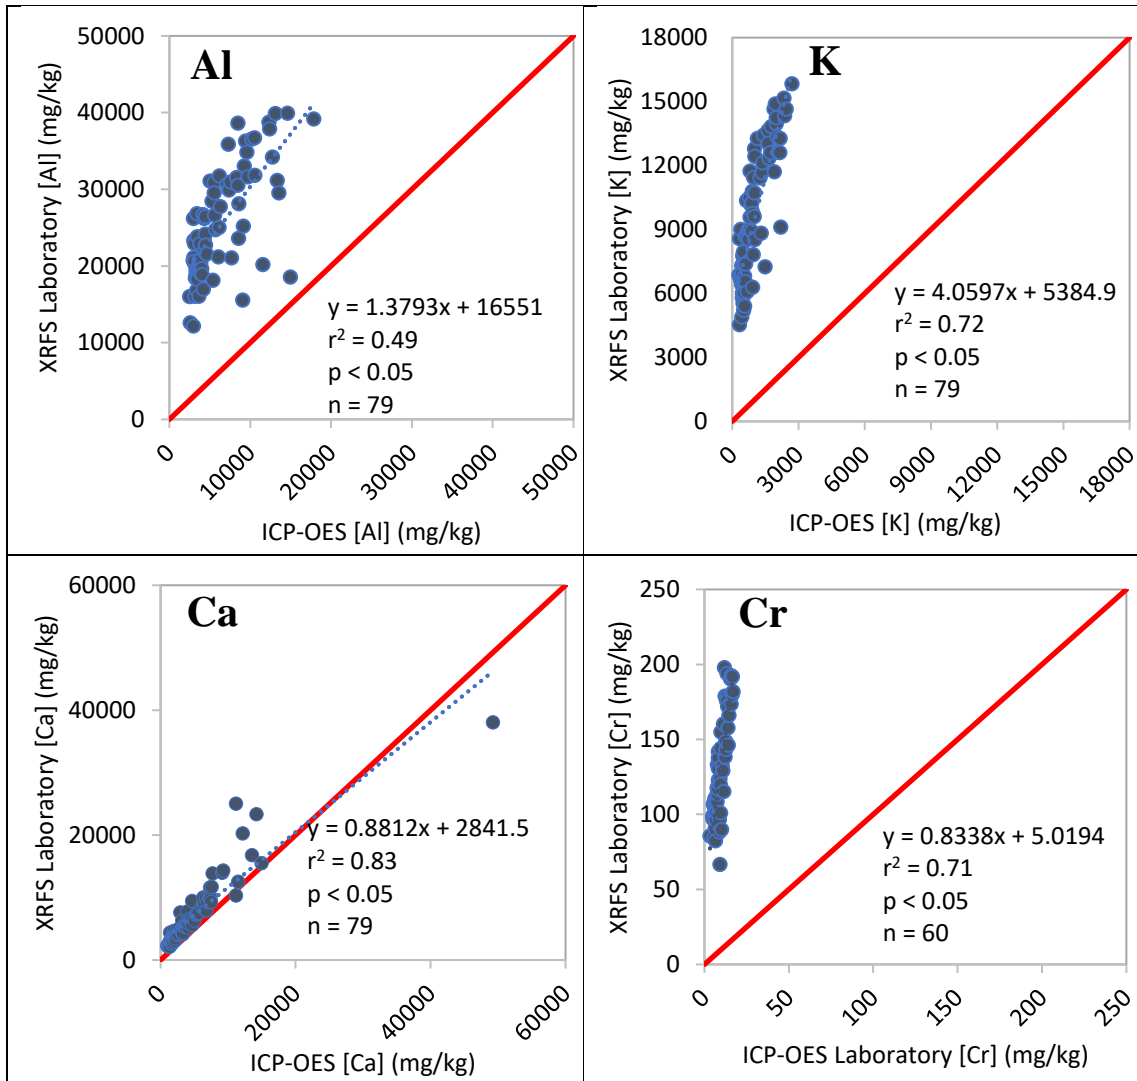 Al
XRFS Laboratory [Al] (mg/kg)
50000
40000
30000
20000
10000
0
y = 1.3793x + 16551
r² = 0.49
p < 0.05
n = 79
0
10000
20000
30000
40000
50000
ICP-OES [Al] (mg/kg)
K
XRFS Laboratory [K] (mg/kg)
18000
15000
12000
9000
6000
3000
0
y = 4.0597x + 5384.9
r² = 0.72
p < 0.05
n = 79
0
3000
6000
9000
12000
15000
18000
ICP-OES [K] (mg/kg)
Ca
XRFS Laboratory [Ca] (mg/kg)
60000
40000
20000
0
y = 0.8812x + 2841.5
r² = 0.83
p < 0.05
n = 79
0
20000
40000
60000
ICP-OES [Ca] (mg/kg)
Cr
XRFS Laboratory [Cr] (mg/kg)
250
200
150
100
50
0
y = 0.8338x + 5.0194
r² = 0.71
p < 0.05
n = 60
0
50
100
150
200
250
ICP-OES Laboratory [Cr] (mg/kg)